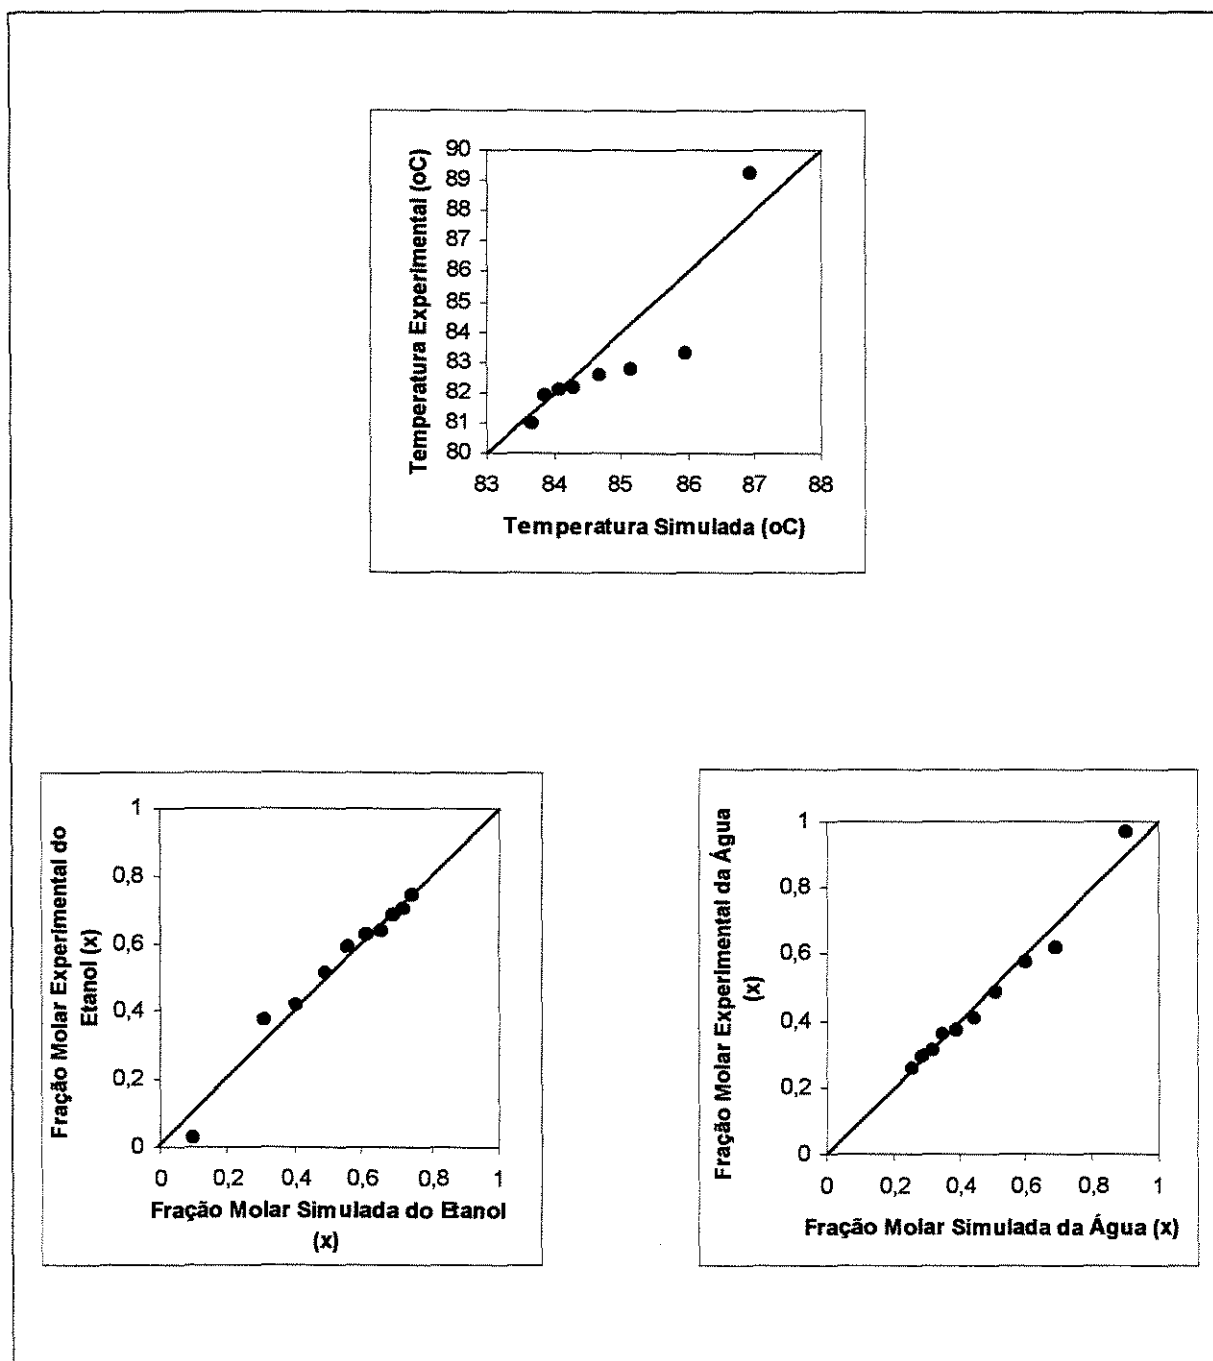 Temperatura Experimental (oC)
90
89
88
87
86
85
84
83
82
81
80
83 84 85 86 87 88
Temperatura Simulada (oC)
Fração Molar Experimental do
Etanol (x)
1
0,8
0,6
0,4
0,2
0
0 0,2 0,4 0,6 0,8 1
Fração Molar Simulada do Etanol
(x)
Fração Molar Experimental da Água
(x)
1
0,8
0,6
0,4
0,2
0
0 0,2 0,4 0,6 0,8 1
Fração Molar Simulada da Água (x)